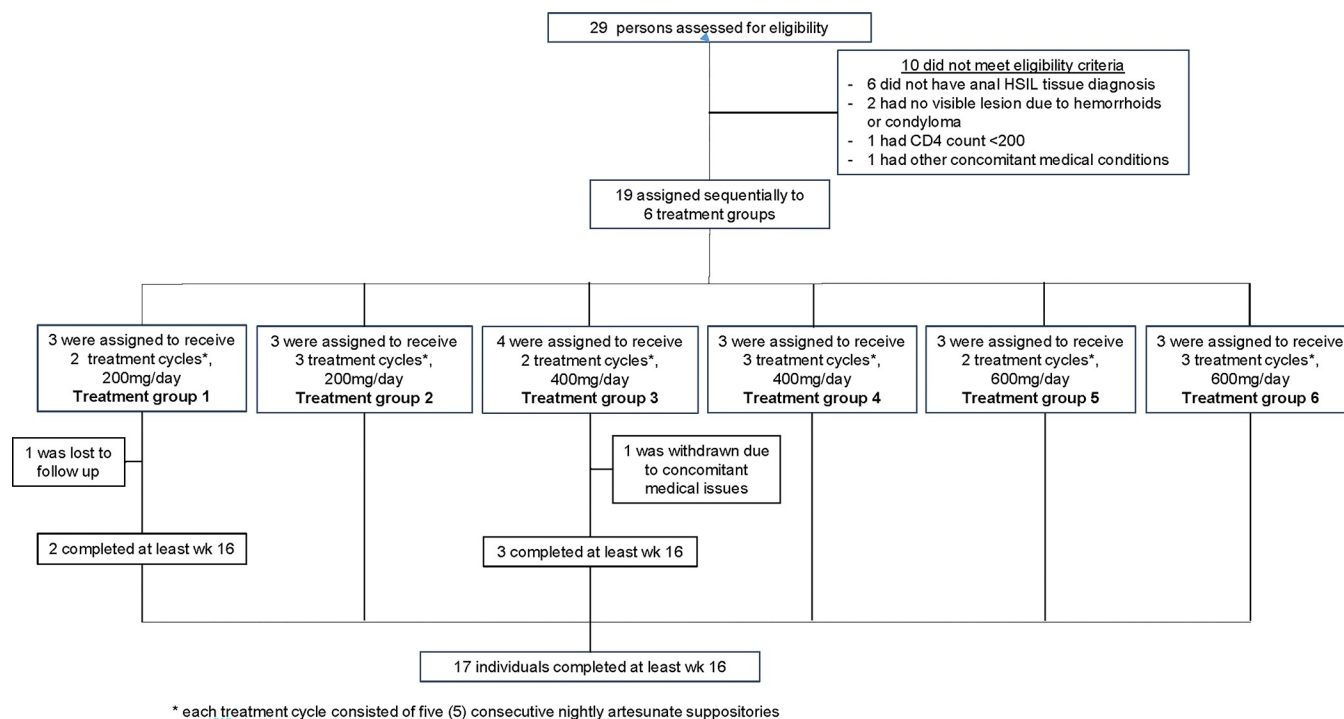 29 persons assessed for eligibility
10 did not meet eligibility criteria
- 6 did not have anal HSIL tissue diagnosis
- 2 had no visible lesion due to hemorrhoids
or condyloma
- 1 had CD4 count <200
- 1 had other concomitant medical conditions
19 assigned sequentially to
6 treatment groups
3 were assigned to receive
2 treatment cycles*,
200mg/day
Treatment group 1
3 were assigned to receive
3 treatment cycles*,
200mg/day
Treatment group 2
4 were assigned to receive
2 treatment cycles*,
400mg/day
Treatment group 3
3 were assigned to receive
3 treatment cycles*,
400mg/day
Treatment group 4
3 were assigned to receive
2 treatment cycles*,
600mg/day
Treatment group 5
3 were assigned to receive
3 treatment cycles*,
600mg/day
Treatment group 6
1 was lost to
follow up
1 was withdrawn due
to concomitant
medical issues
2 completed at least wk 16
3 completed at least wk 16
17 individuals completed at least wk 16
* each treatment cycle consisted of five (5) consecutive nightly artesunate suppositories